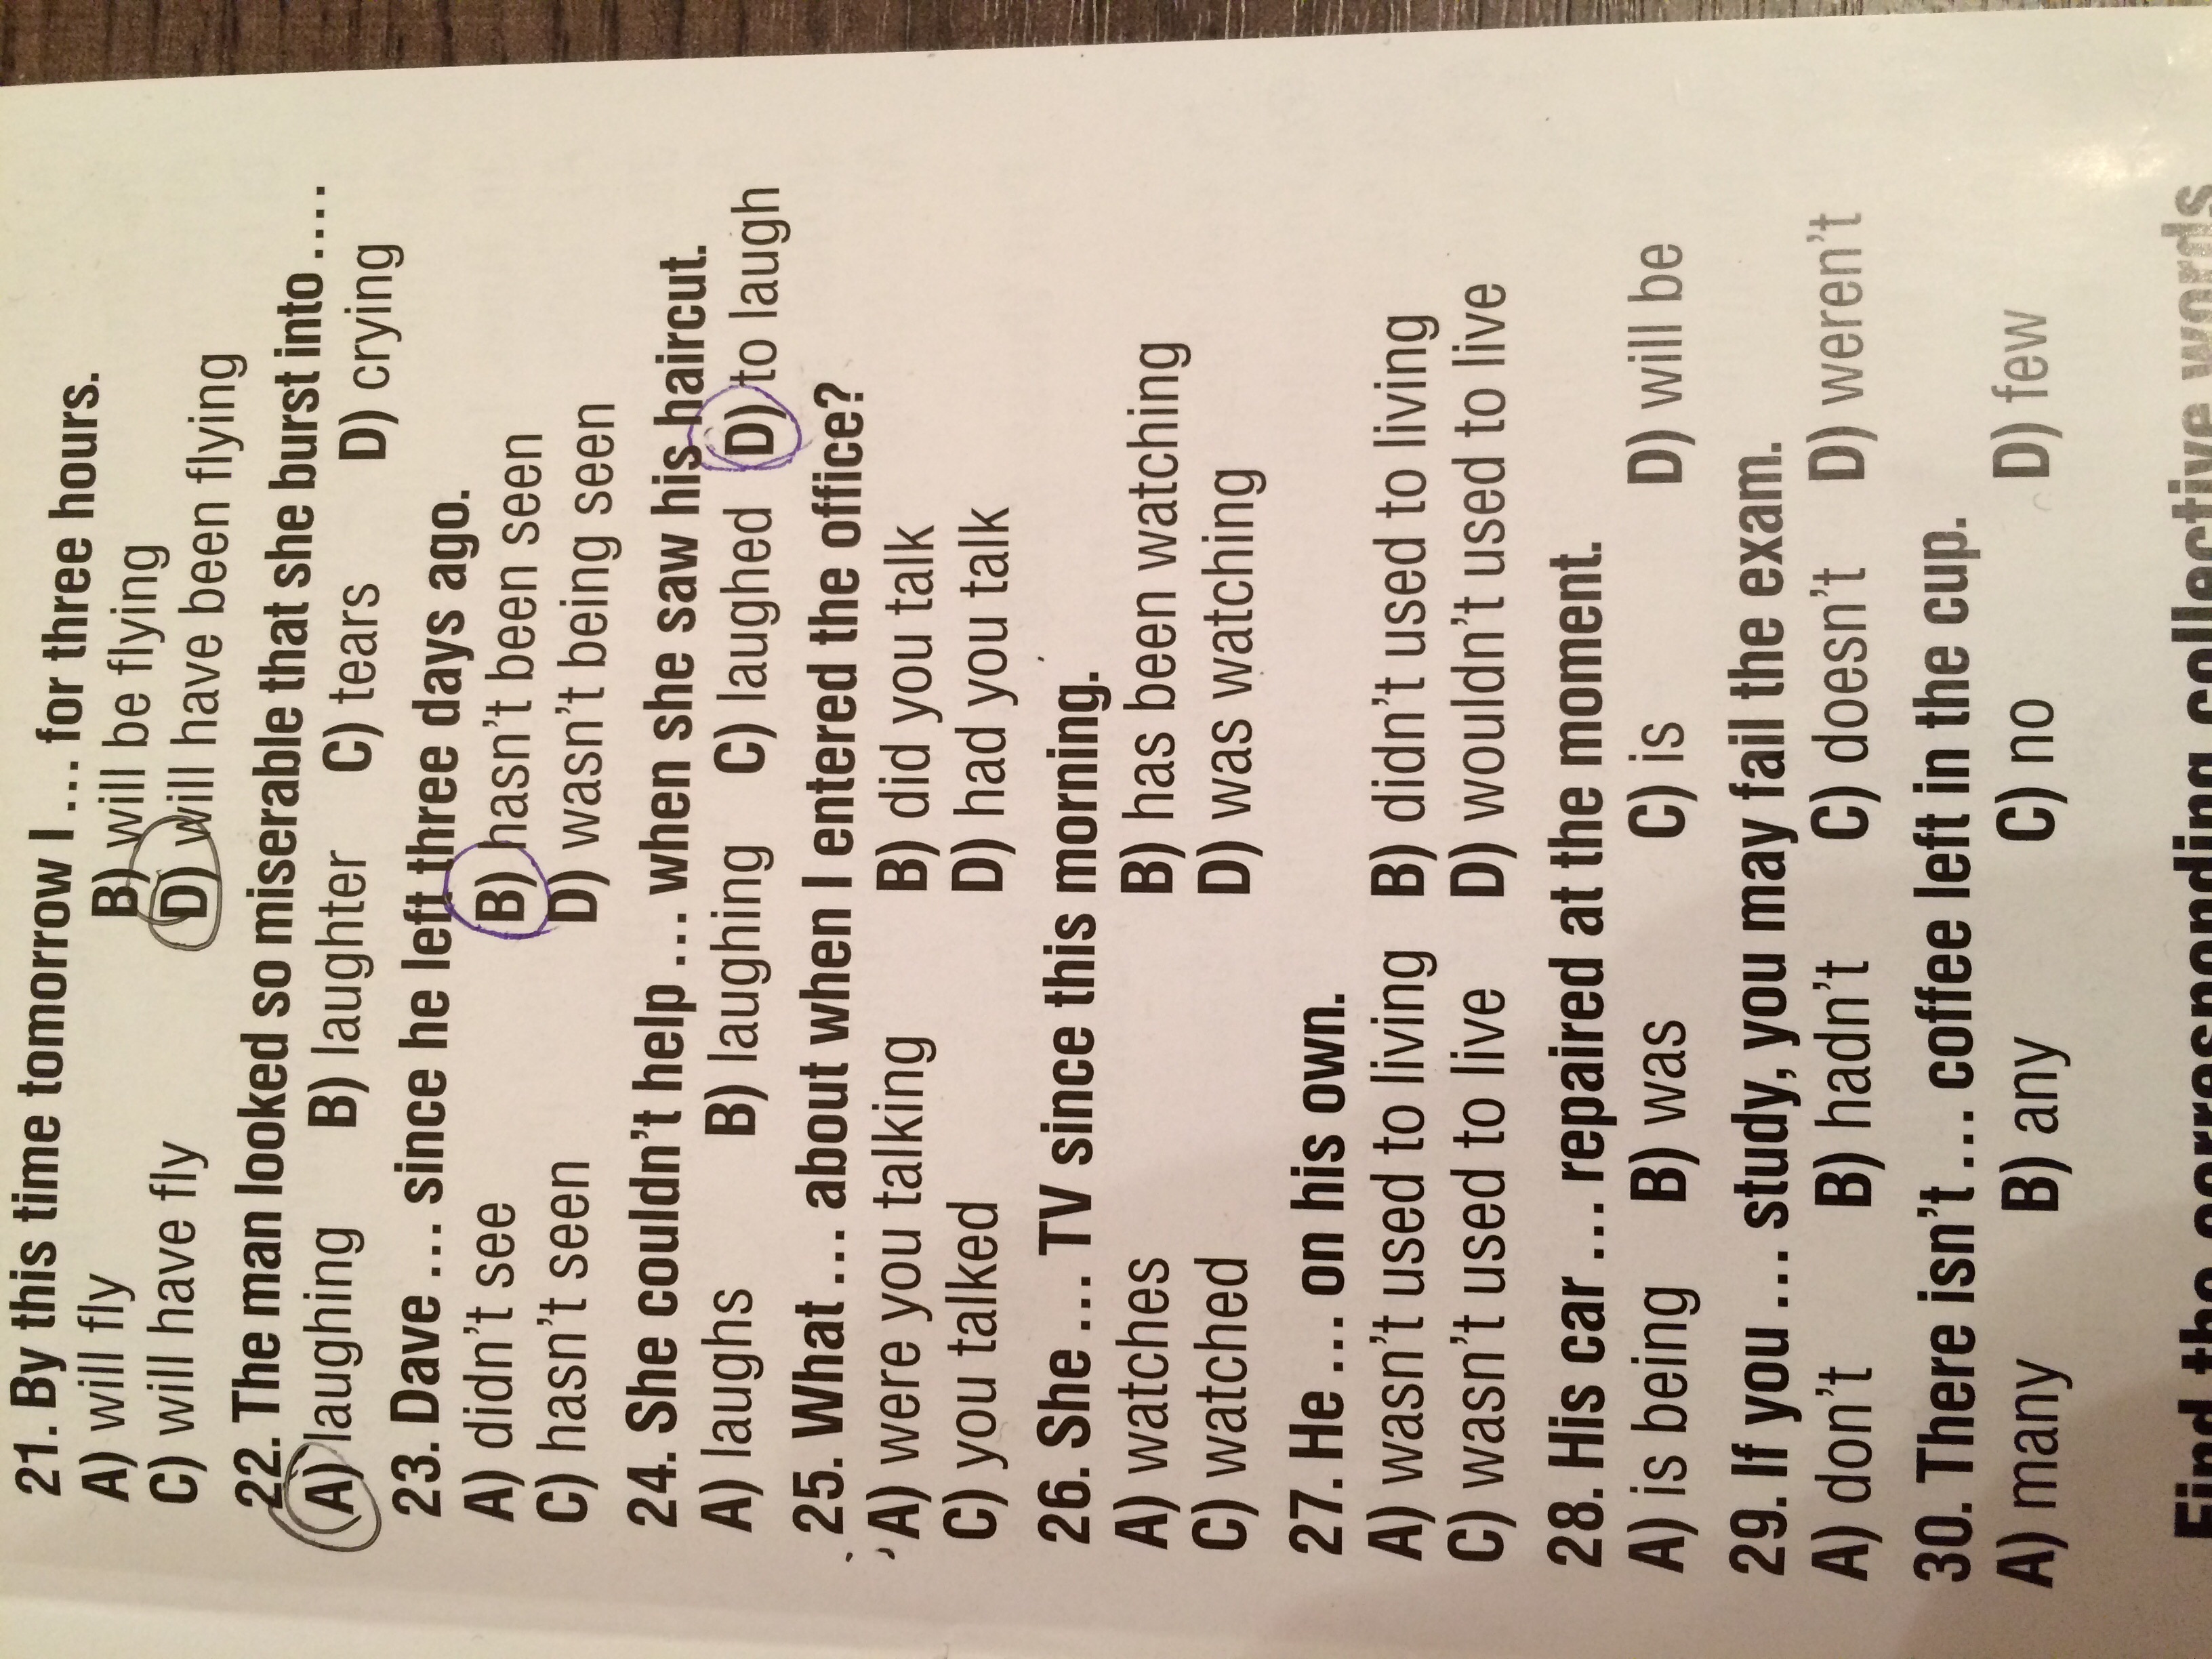 21. By this time tomorrow I ... for three hours.
A) will fly B) will be flying
C) will have fly D) will have been flying
22. The man looked so miserable that she burst into ....
A) laughing B) laughter C) tears D) crying
23. Dave ... since he left three days ago.
A) didn't see B) hasn't been seen
C) hasn't seen D) wasn't being seen
24. She couldn't help ... when she saw his haircut.
A) laughs B) laughing C) laughed D) to laugh
25. What ... about when I entered the office?
A) were you talking B) did you talk
C) you talked D) had you talk
26. She ... TV since this morning.
A) watches B) has been watching
C) watched D) was watching
27. He ... on his own.
A) wasn't used to living B) didn't used to living
C) wasn't used to live D) wouldn't used to live
28. His car ... repaired at the moment.
A) is being B) was C) is D) will be
29. If you ... study, you may fail the exam.
A) don't B) hadn't C) doesn't D) weren't
30. There isn't ... coffee left in the cup.
A) many B) any C) no D) few
Find the corresponding collective words